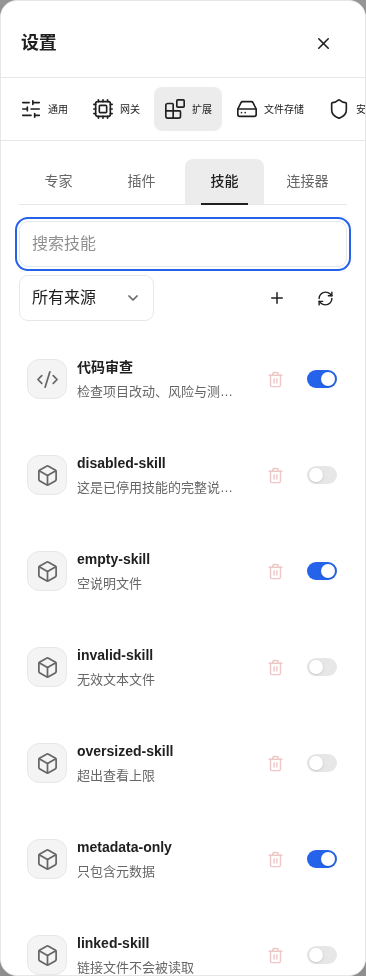 设置
通用 网关 扩展 文件存储 安
专家 插件 技能 连接器
搜索技能
所有来源
代码审查
检查项目改动、风险与测…
disabled-skill
这是已停用技能的完整说…
empty-skill
空说明文件
invalid-skill
无效文本文件
oversized-skill
超出查看上限
metadata-only
只包含元数据
linked-skill
链接文件不会被读取